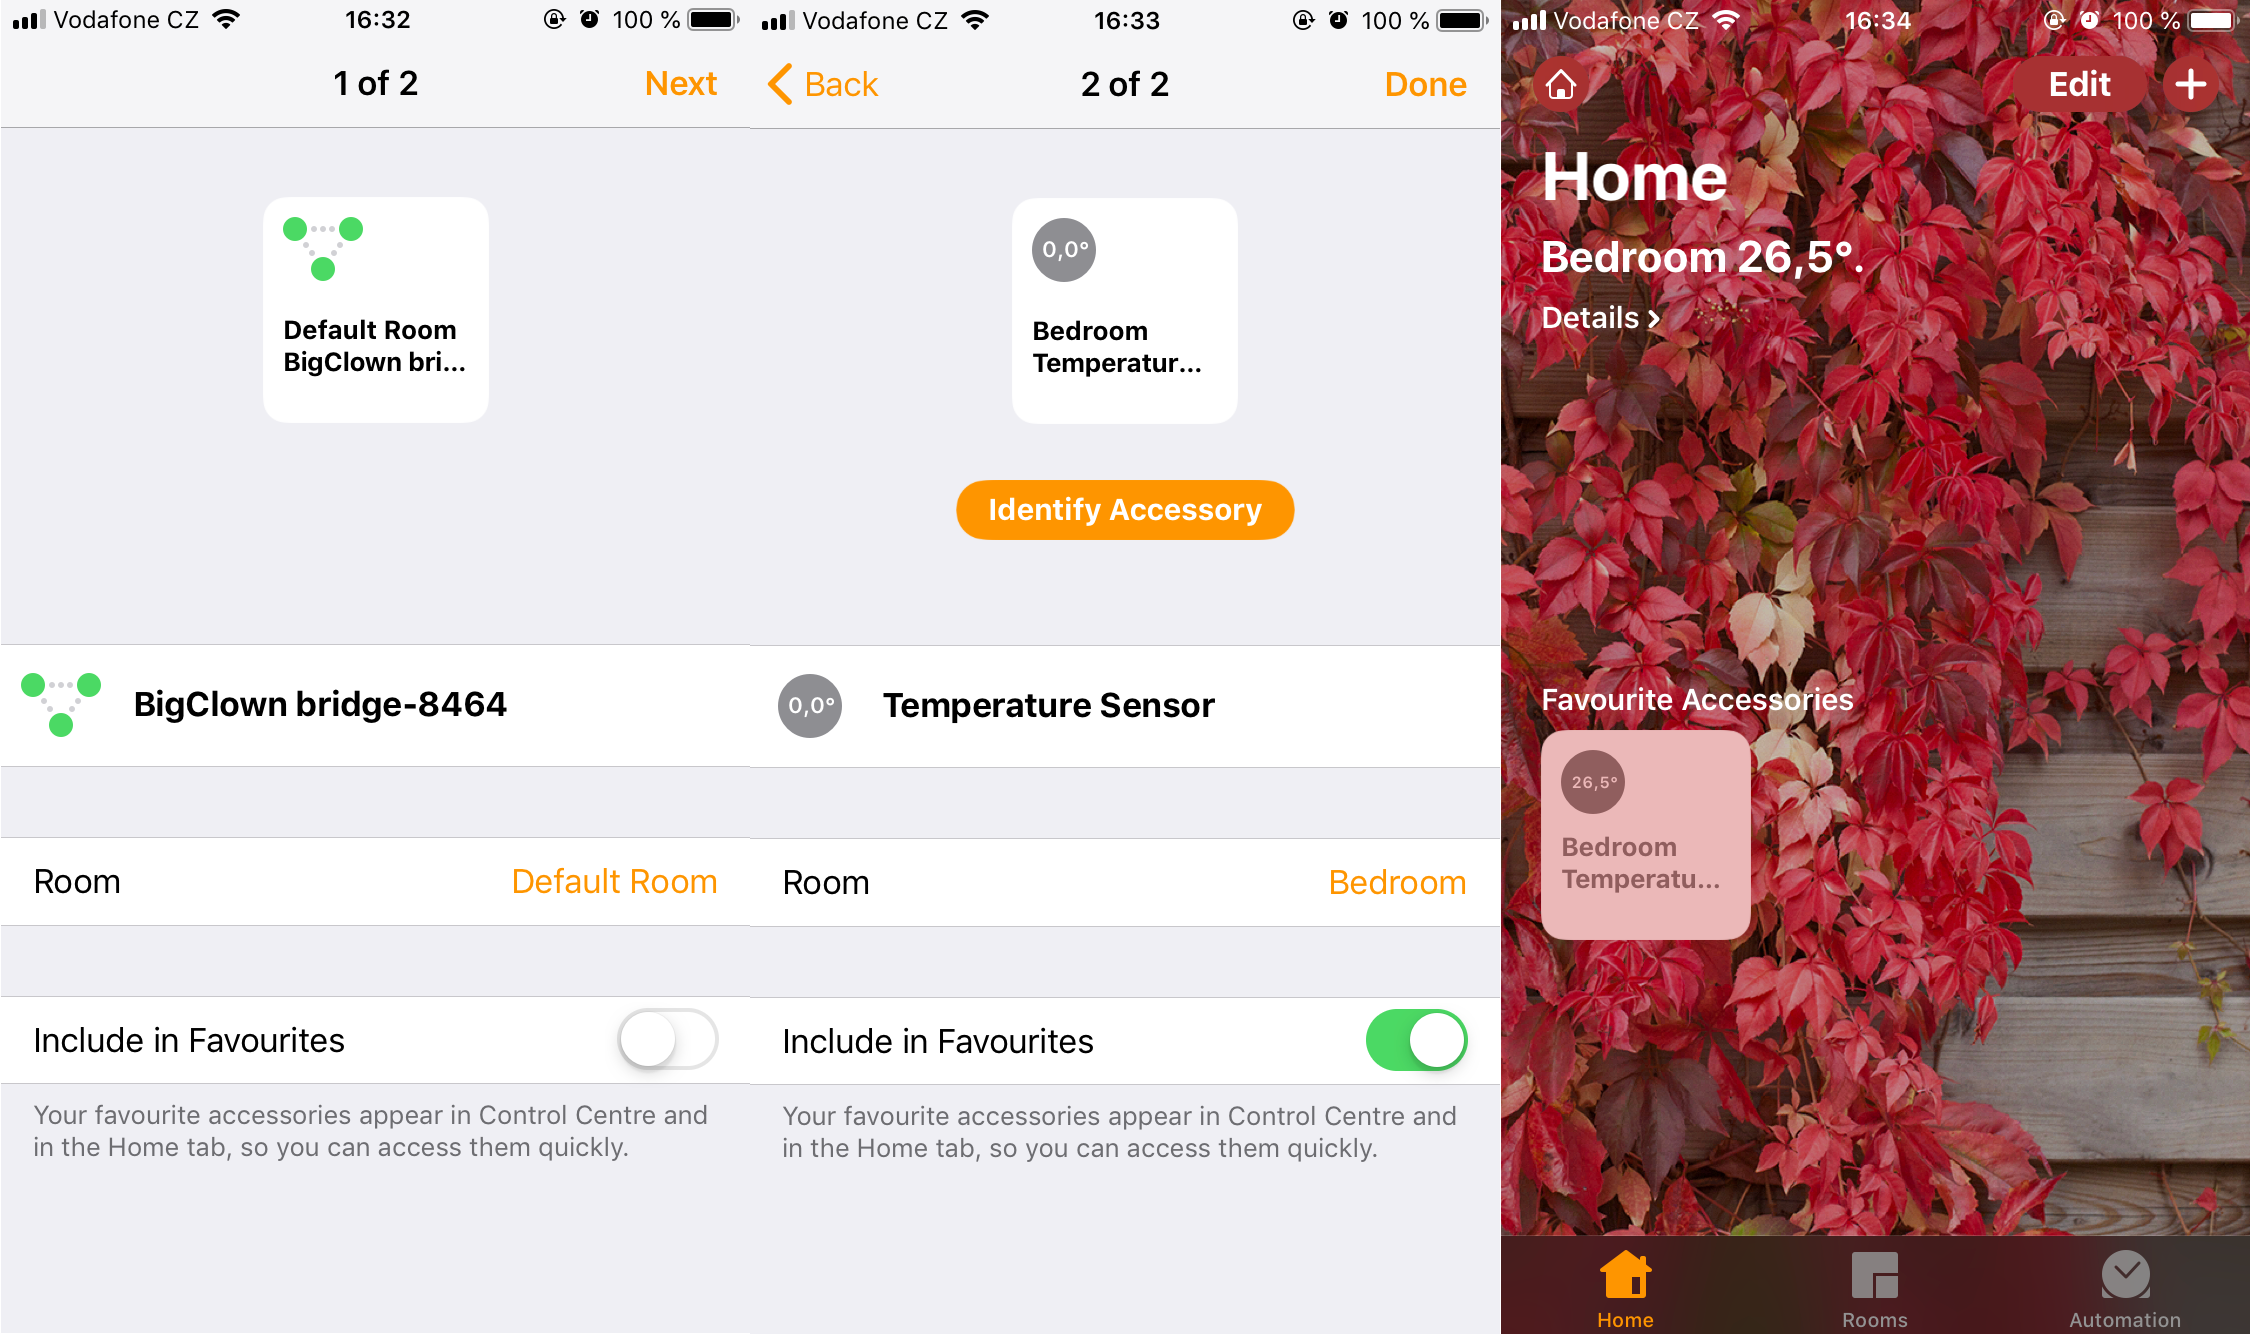 Vodafone CZ 16:32 100 %
1 of 2 Next
Default Room
BigClown bri...
BigClown bridge-8464
Room Default Room
Include in Favourites
Your favourite accessories appear in Control Centre and
in the Home tab, so you can access them quickly.
Vodafone CZ 16:33 100 %
Back 2 of 2 Done
0,0°
Bedroom
Temperatur...
Identify Accessory
0,0° Temperature Sensor
Room Bedroom
Include in Favourites
Your favourite accessories appear in Control Centre and
in the Home tab, so you can access them quickly.
Vodafone CZ 16:34 100 %
Edit +
Home
Bedroom 26,5°.
Details >
Favourite Accessories
26,5°
Bedroom
Temperatu...
Home Rooms Automation